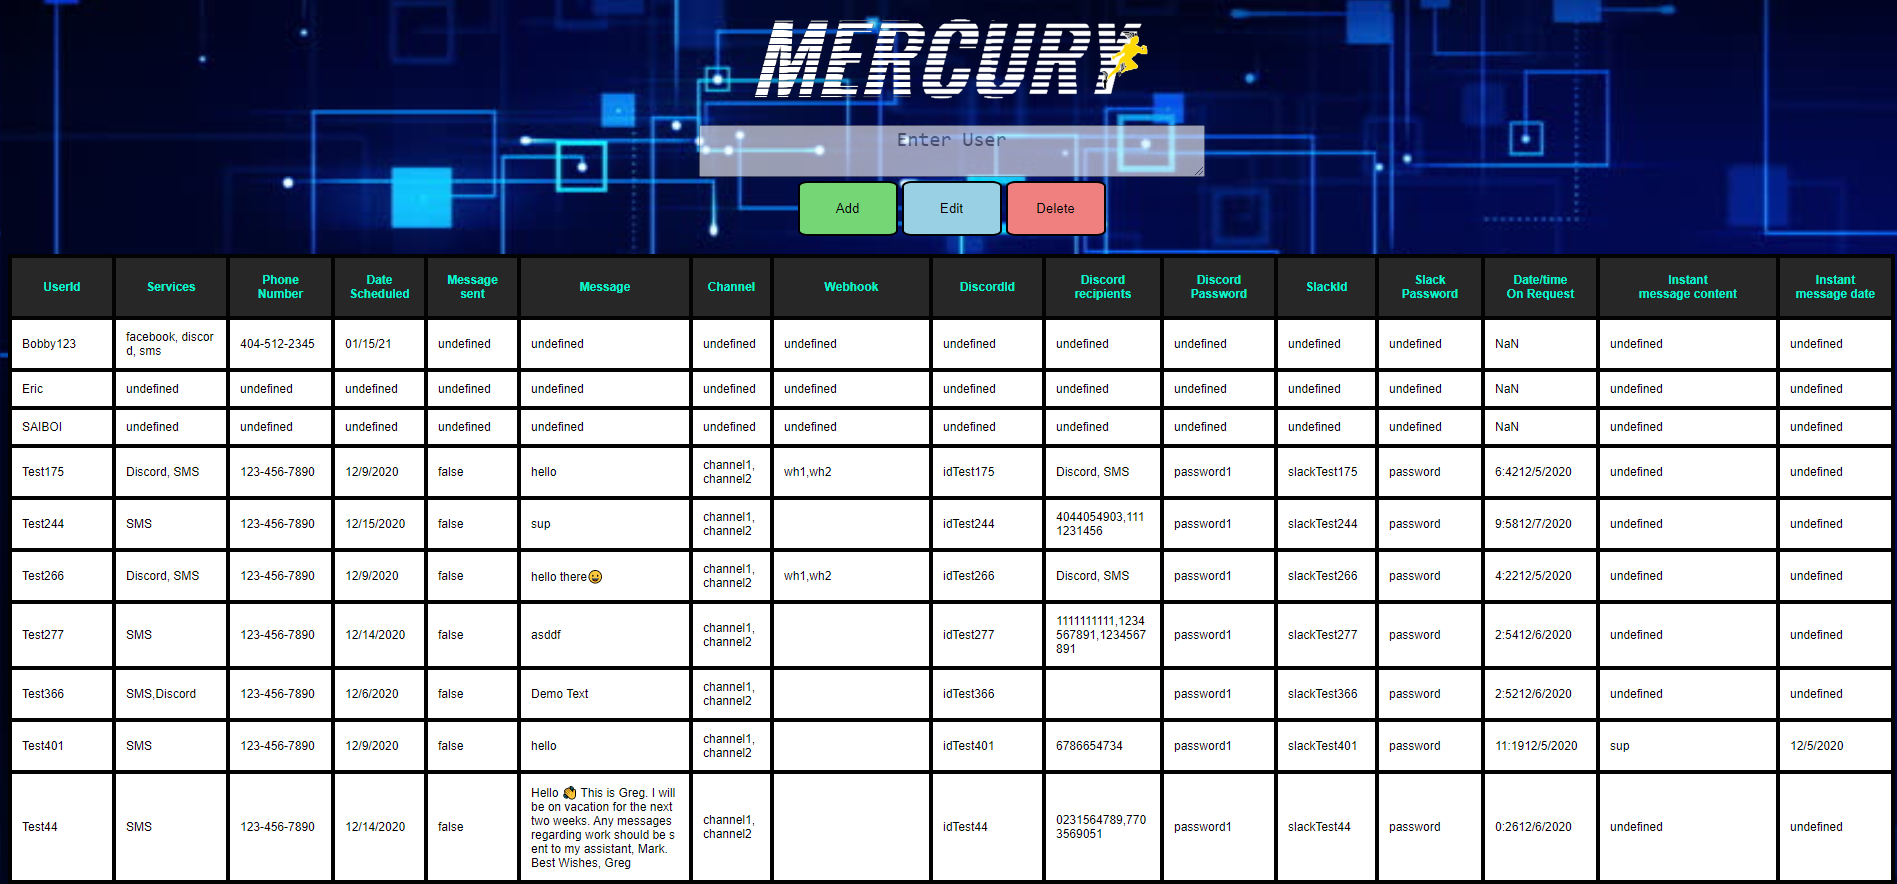 MERCURY
Enter User
Add Edit Delete
UserId Services Phone Number Date Scheduled Message sent Message Channel Webhook DiscordId Discord recipients Discord Password SlackId Slack Password Date/time On Request Instant message content Instant message date
Bobby123 facebook, discord, sms 404-512-2345 01/15/21 undefined undefined undefined undefined undefined undefined undefined undefined undefined NaN undefined undefined
Eric undefined undefined undefined undefined undefined undefined undefined undefined undefined undefined undefined undefined NaN undefined undefined
SAIBOI undefined undefined undefined undefined undefined undefined undefined undefined undefined undefined undefined undefined NaN undefined undefined
Test175 Discord, SMS 123-456-7890 12/9/2020 false hello channel1, channel2 wh1,wh2 idTest175 Discord, SMS password1 slackTest175 password 6:4212/5/2020 undefined undefined
Test244 SMS 123-456-7890 12/15/2020 false sup channel1, channel2 idTest244 4044054903,1111231456 password1 slackTest244 password 9:5812/7/2020 undefined undefined
Test266 Discord, SMS 123-456-7890 12/9/2020 false hello there😀 channel1, channel2 wh1,wh2 idTest266 Discord, SMS password1 slackTest266 password 4:2212/5/2020 undefined undefined
Test277 SMS 123-456-7890 12/14/2020 false asddf channel1, channel2 idTest277 1111111111,1234567891,1234567891 password1 slackTest277 password 2:5412/6/2020 undefined undefined
Test366 SMS,Discord 123-456-7890 12/6/2020 false Demo Text channel1, channel2 idTest366 password1 slackTest366 password 2:5212/6/2020 undefined undefined
Test401 SMS 123-456-7890 12/9/2020 false hello channel1, channel2 idTest401 6786654734 password1 slackTest401 password 11:1912/5/2020 sup 12/5/2020
Test44 SMS 123-456-7890 12/14/2020 false Hello 👏 This is Greg. I will be on vacation for the next two weeks. Any messages regarding work should be sent to my assistant, Mark. Best Wishes, Greg channel1, channel2 idTest44 0231564789,7703569051 password1 slackTest44 password 0:2612/6/2020 undefined undefined